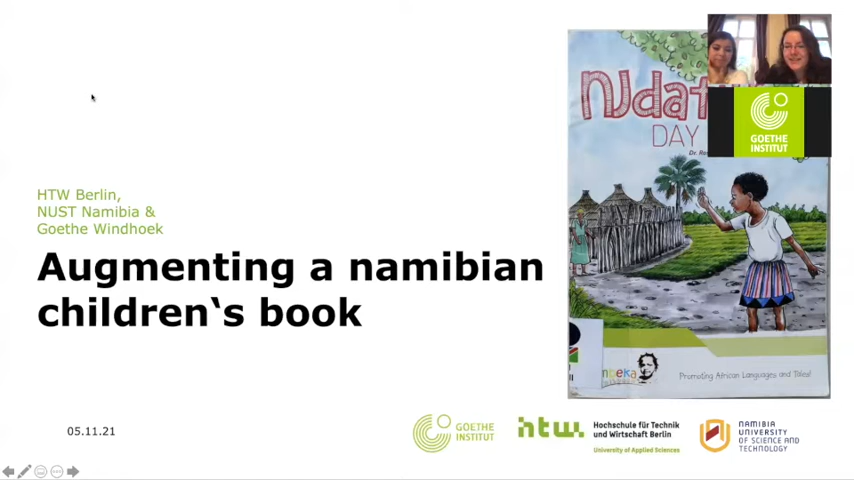 HTW Berlin,
NUST Namibia &
Goethe Windhoek
Augmenting a namibian
children‘s book
05.11.21
DAY
Dr.
Promoting African Languages and Titles!
GOETHE
INSTITUT
GOETHE
INSTITUT
htw.
Hochschule für Technik
und Wirtschaft Berlin
University of Applied Sciences
NAMIBIA
UNIVERSITY
OF SCIENCE AND
TECHNOLOGY